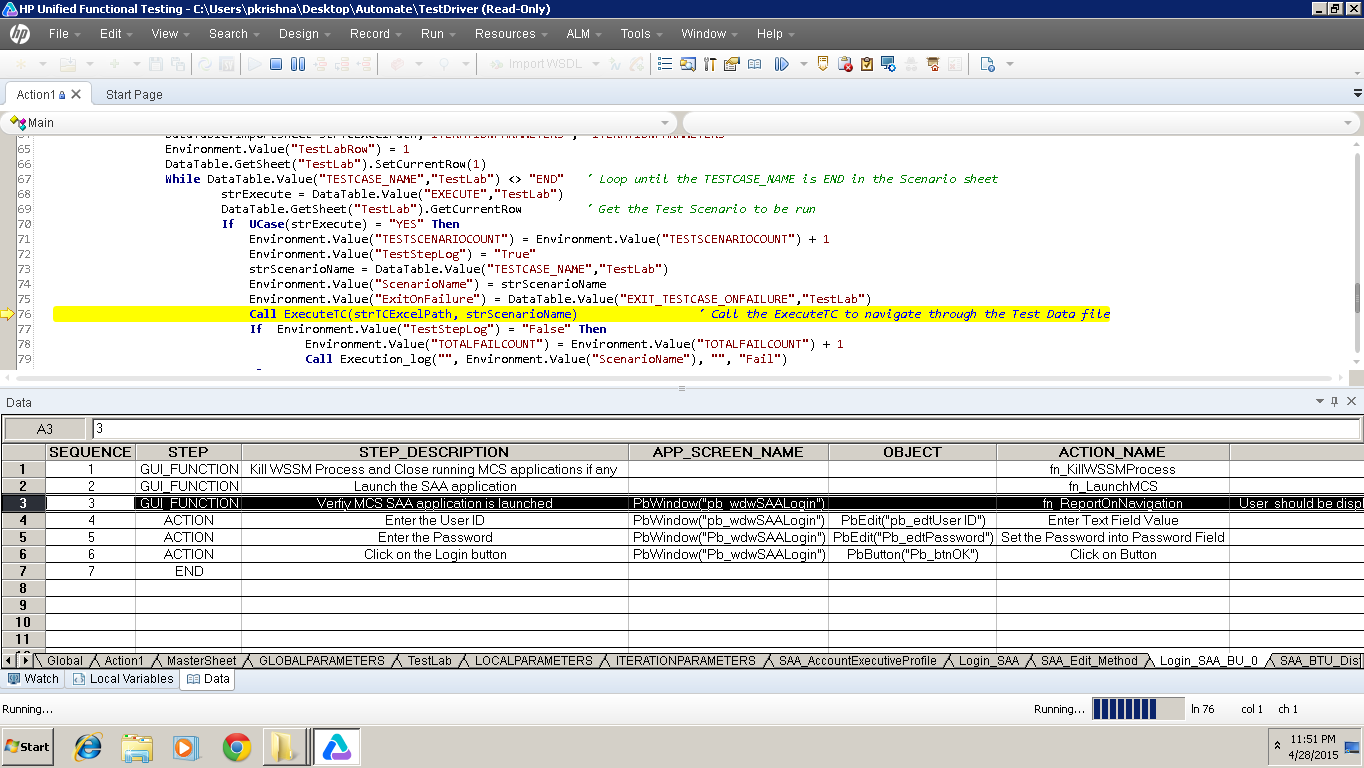 HP Unified Functional Testing - C:\Users\pkrishna\Desktop\Automate\TestDriver (Read-Only)
hp File Edit View Search Design Record Run Resources ALM Tools Window Help
Import WSDL
Action1 Start Page
Main
65 Environment.Value("TestLabRow") = 1
66 DataTable.GetSheet("TestLab").SetCurrentRow(1)
67 While DataTable.Value("TESTCASE_NAME","TestLab") <> "END" ' Loop until the TESTCASE_NAME is END in the Scenario sheet
68 strExecute = DataTable.Value("EXECUTE","TestLab")
69 DataTable.GetSheet("TestLab").GetCurrentRow ' Get the Test Scenario to be run
70 If UCase(strExecute) = "YES" Then
71 Environment.Value("TESTSCENARIOCOUNT") = Environment.Value("TESTSCENARIOCOUNT") + 1
72 Environment.Value("TestStepLog") = "True"
73 strScenarioName = DataTable.Value("TESTCASE_NAME","TestLab")
74 Environment.Value("ScenarioName") = strScenarioName
75 Environment.Value("ExitOnFailure") = DataTable.Value("EXIT_TESTCASE_ONFAILURE","TestLab")
76 Call ExecuteTC(strTCExcelPath, strScenarioName) ' Call the ExecuteTC to navigate through the Test Data file
77 If Environment.Value("TestStepLog") = "False" Then
78 Environment.Value("TOTALFAILCOUNT") = Environment.Value("TOTALFAILCOUNT") + 1
79 Call Execution_log("", Environment.Value("ScenarioName"), "", "Fail")
Data
A3 3
SEQUENCE STEP STEP_DESCRIPTION APP_SCREEN_NAME OBJECT ACTION_NAME
1 1 GUI_FUNCTION Kill WSSM Process and Close running MCS applications if any fn_KillWSSMProcess
2 2 GUI_FUNCTION Launch the SAA application fn_LaunchMCS
3 3 GUI_FUNCTION Verfiy MCS SAA application is launched PbWindow("pb_wdwSAALogin") fn_ReportOnNavigation User should be displ
4 4 ACTION Enter the User ID PbWindow("pb_wdwSAALogin") PbEdit("pb_edtUser ID") Enter Text Field Value
5 5 ACTION Enter the Password PbWindow("Pb_wdwSAALogin") PbEdit("Pb_edtPassword") Set the Password into Password Field
6 6 ACTION Click on the Login button PbWindow("Pb_wdwSAALogin") PbButton("Pb_btnOK") Click on Button
7 7 END
8
9
10
11
Global Action1 MasterSheet GLOBALPARAMETERS TestLab LOCALPARAMETERS ITERATIONPARAMETERS SAA_AccountExecutiveProfile Login_SAA SAA_Edit_Method Login_SAA_BU_0 SAA_BTU_Dis
Watch Local Variables Data
Running... Running... ln 76 col 1 ch 1
Start 11:51 PM
4/28/2015